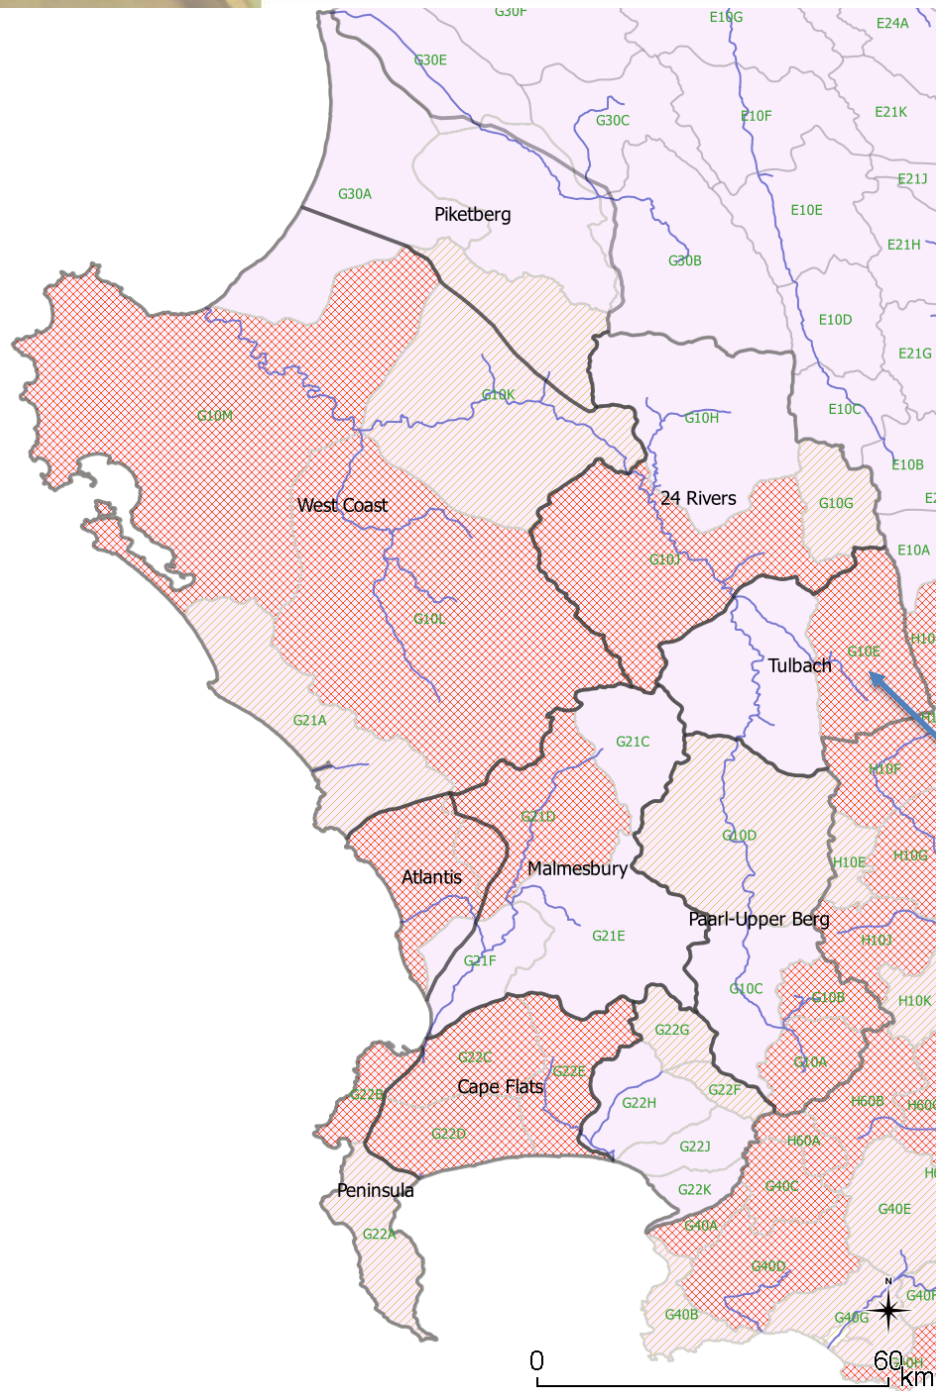 G30F
E10G
E24A
G30E
E10F
E21K
G30C
E21J
G30A
E10E
Piketberg
E21H
G30B
E10D
E21G
G10K
E10C
G10M
G10H
E10B
24 Rivers
West Coast
G10G
E10A
G10J
G10L
H10
G10E
Tulbach
G21A
G21C
H10F
G21D
G10D
H10G
H10E
Malmesbury
Atlantis
Paarl-Upper Berg
G21E
H10J
G21F
G10C
G10B
H10K
G22G
G22C
G10A
G22E
Cape Flats
G22B
G22F
G22H
H60B
G22D
H60A
G22J
Peninsula
G22K
G40C
G40E
G40A
G22A
G40D
N
G40B
G40G
0
60
km